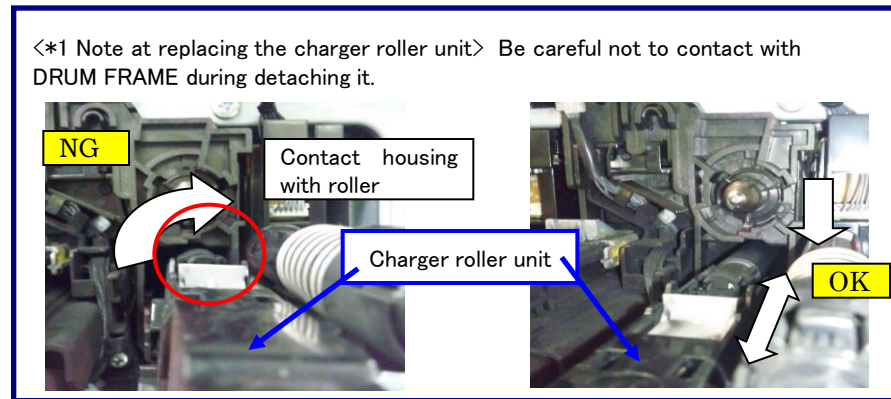 <*1 Note at replacing the charger roller unit> Be careful not to contact with
DRUM FRAME during detaching it.
NG
Contact housing
with roller
Charger roller unit
OK